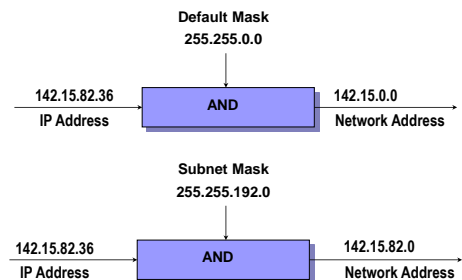 Default Mask
255.255.0.0
142.15.82.36
AND
142.15.0.0
IP Address
Network Address
Subnet Mask
255.255.192.0
142.15.82.36
AND
142.15.82.0
IP Address
Network Address